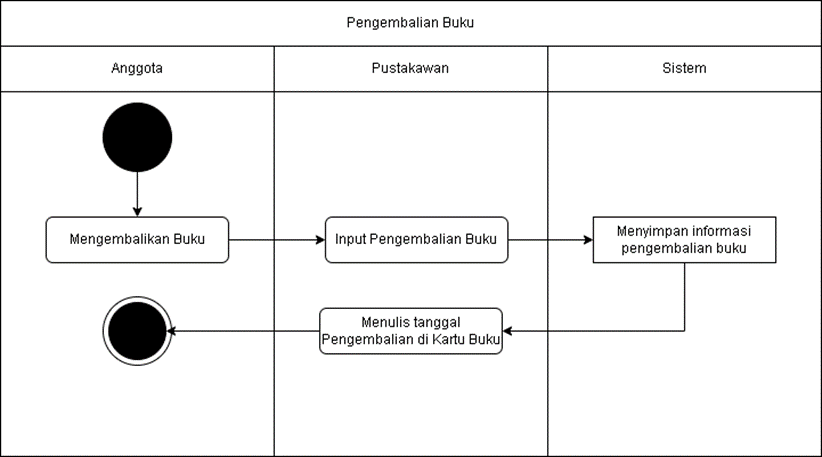 Pengembalian Buku
Anggota
Pustakawan
Sistem
Mengembalikan Buku
Input Pengembalian Buku
Menyimpan informasi
pengembalian buku
Menulis tanggal
Pengembalian di Kartu Buku